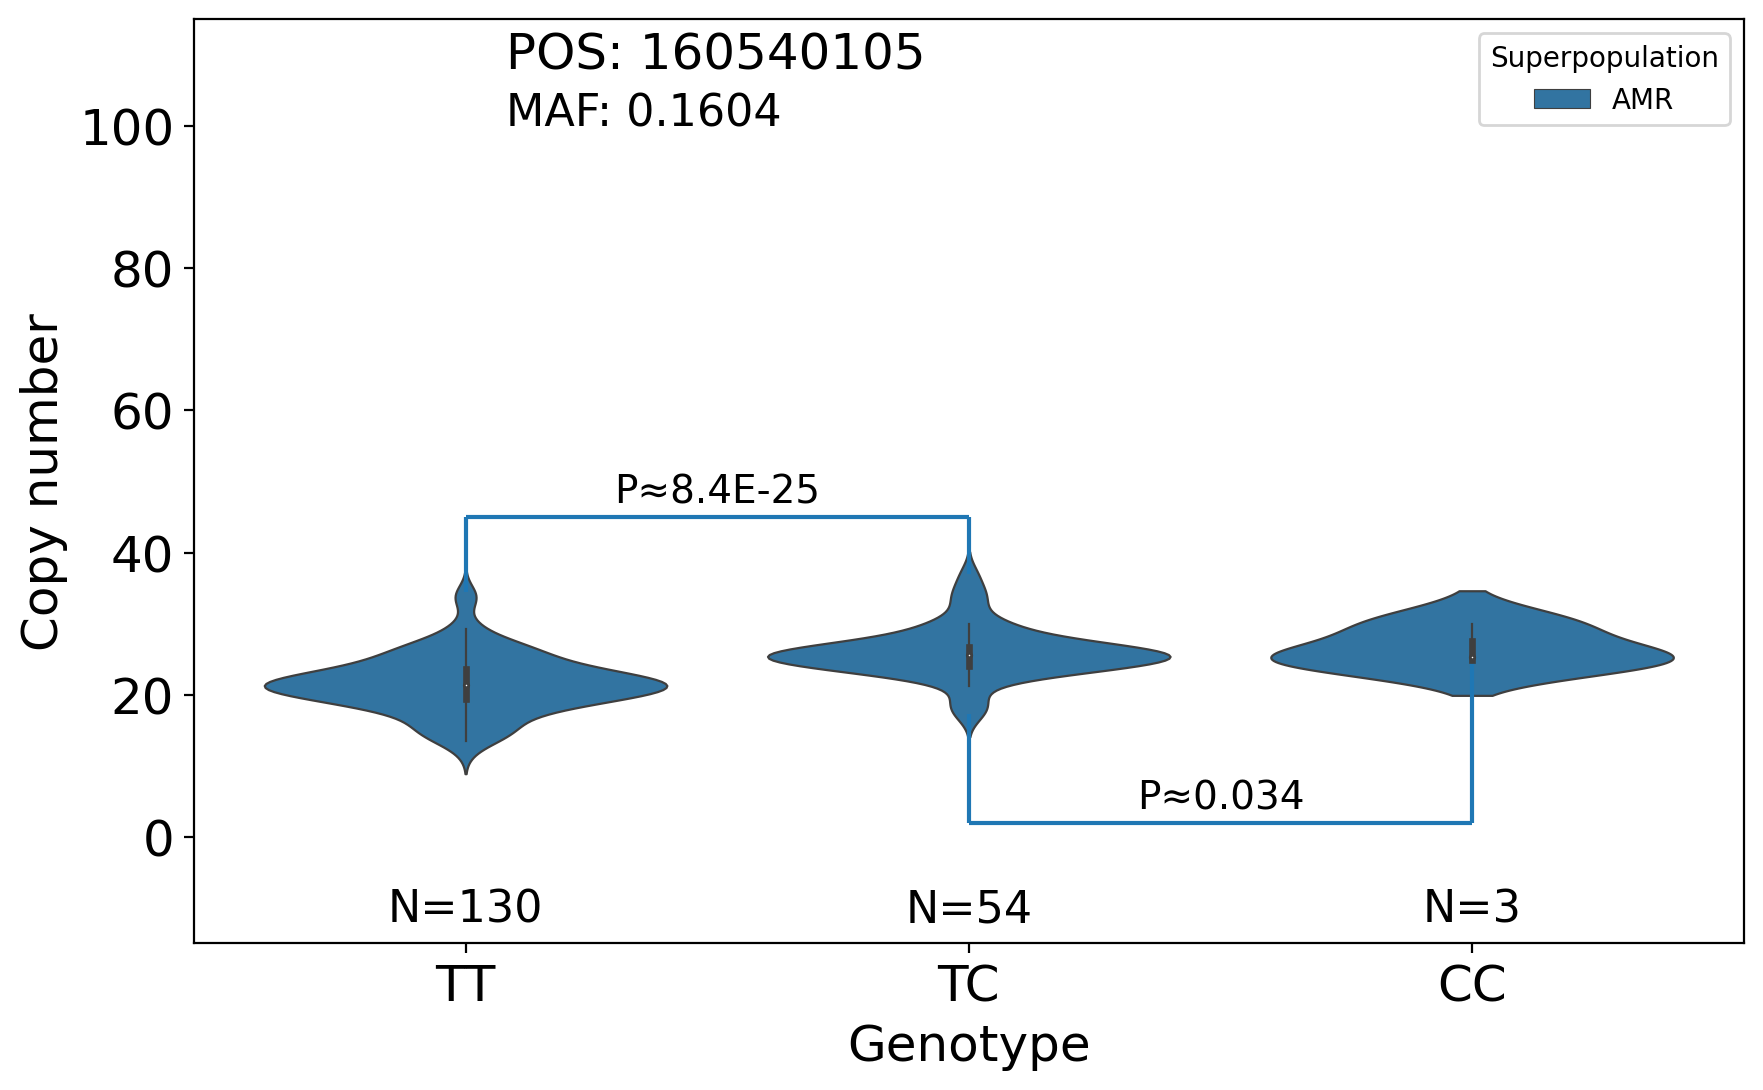 POS: 160540105
MAF: 0.1604
Superpopulation
AMR
Copy number
100
80
60
40
20
0
P≈8.4E-25
P≈0.034
N=130
N=54
N=3
TT
TC
CC
Genotype